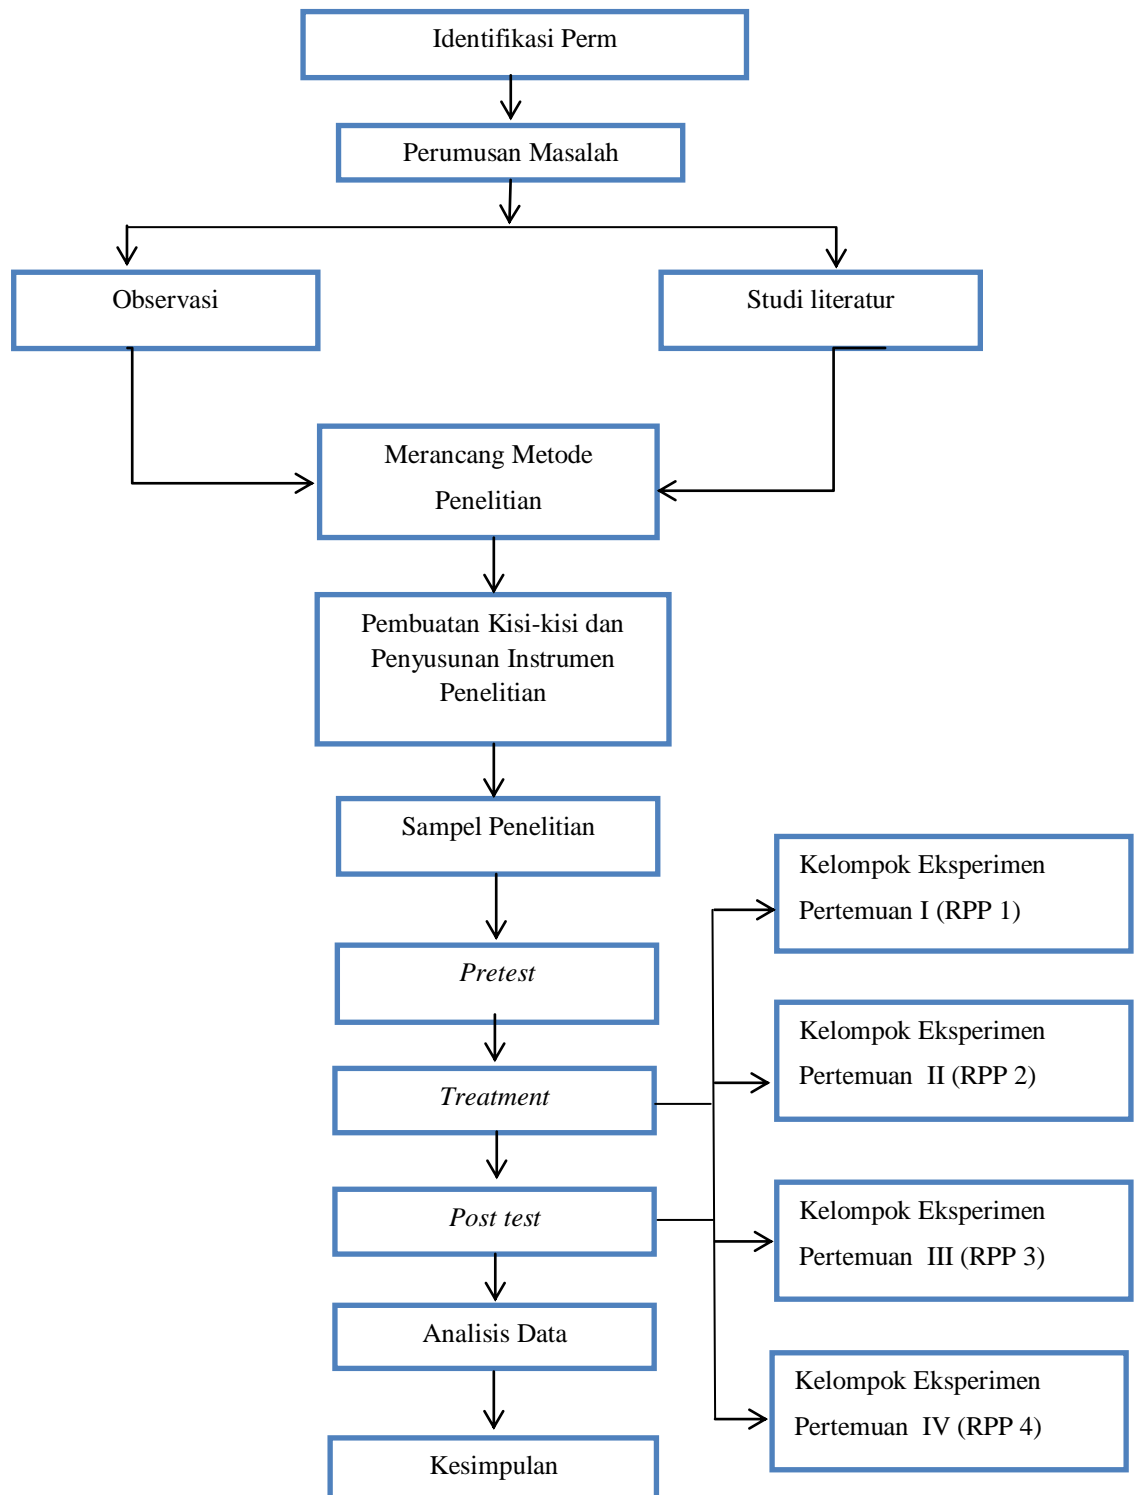 Identifikasi Perm
Perumusan Masalah
Observasi
Studi literatur
Merancang Metode
Penelitian
Pembuatan Kisi-kisi dan
Penyusunan Instrumen
Penelitian
Sampel Penelitian
Pretest
Treatment
Post test
Analisis Data
Kesimpulan
Kelompok Eksperimen
Pertemuan I (RPP 1)
Kelompok Eksperimen
Pertemuan  II (RPP 2)
Kelompok Eksperimen
Pertemuan  III (RPP 3)
Kelompok Eksperimen
Pertemuan  IV (RPP 4)